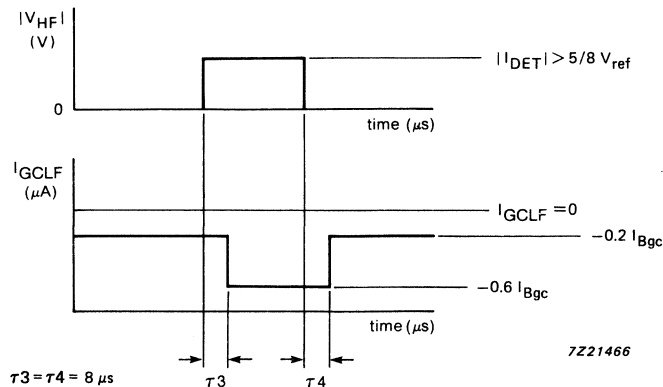 |V_HF|
(V)
|I_DET| > 5/8 V_ref
0
time (μs)
I_GCLF
(μA)
I_GCLF = 0
−0.2 I_Bgc
−0.6 I_Bgc
time (μs)
7Z21466
τ3 = τ4 = 8 μs
τ3
τ4